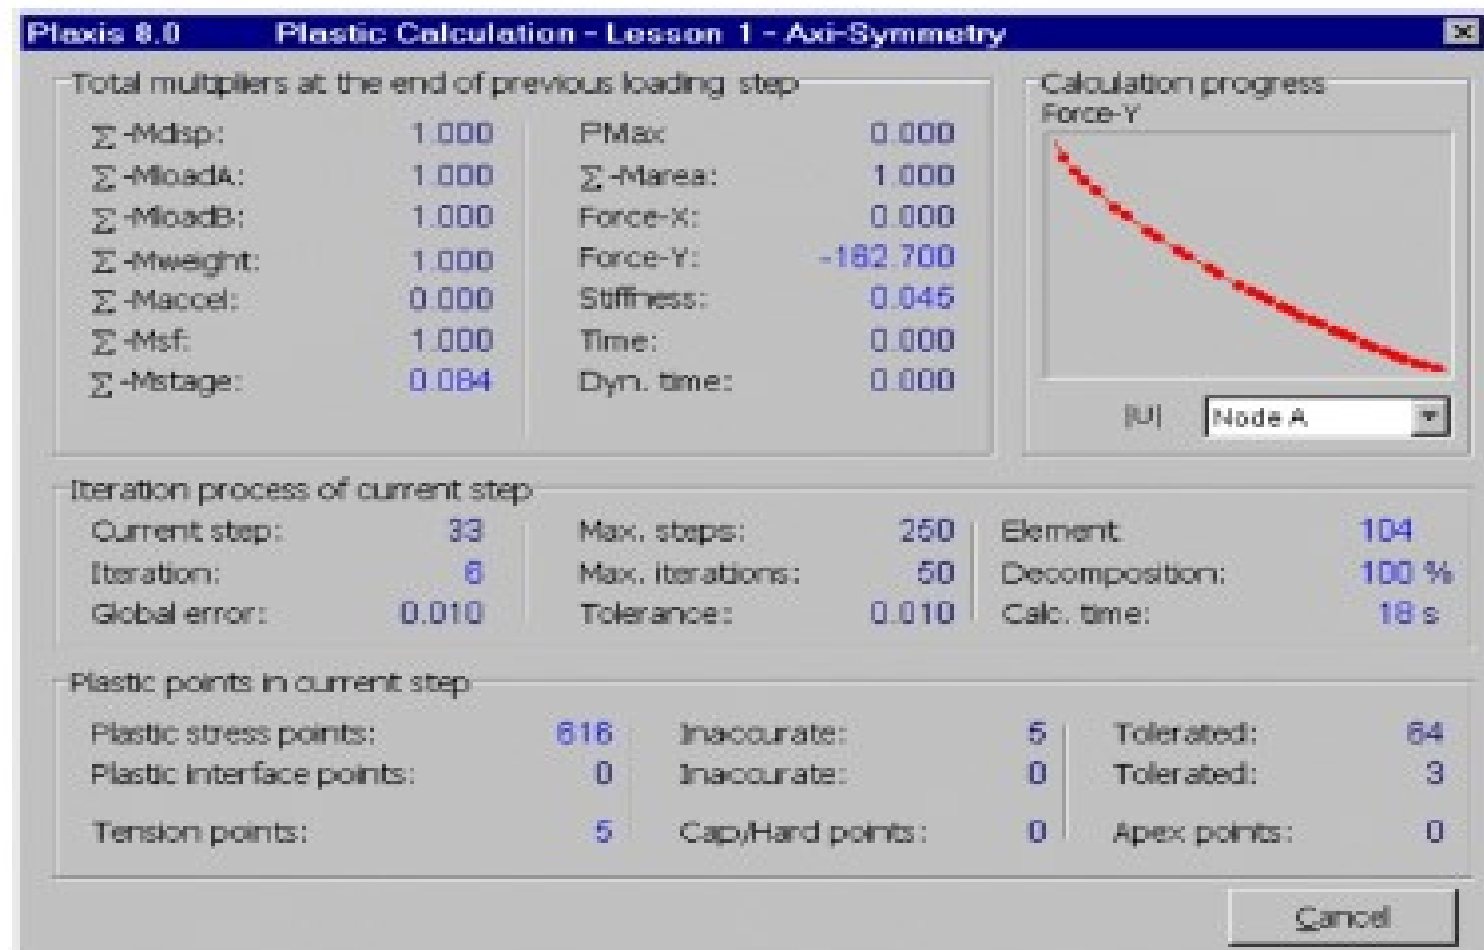 Plaxis 8.0 Plastic Calculation - Lesson 1 - Axi-Symmetry
Total multipliers at the end of previous loading step
Σ-Mdisp: 1.000 PMax 0.000
Σ-MloadA: 1.000 Σ-Marea: 1.000
Σ-MloadB: 1.000 Force-X: 0.000
Σ-Mweight: 1.000 Force-Y: -162.700
Σ-Maccel: 0.000 Stiffness: 0.045
Σ-Msf: 1.000 Time: 0.000
Σ-Mstage: 0.084 Dyn. time: 0.000
Calculation progress
Force-Y
|U| Node A
Iteration process of current step
Current step: 33 Max. steps: 250 Element 104
Iteration: 6 Max. iterations: 50 Decomposition: 100 %
Global error: 0.010 Tolerance: 0.010 Calc. time: 18 s
Plastic points in current step
Plastic stress points: 616 Inaccurate: 5 Tolerated: 64
Plastic interface points: 0 Inaccurate: 0 Tolerated: 3
Tension points: 5 Cap/Hard points: 0 Apex points: 0
Cancel